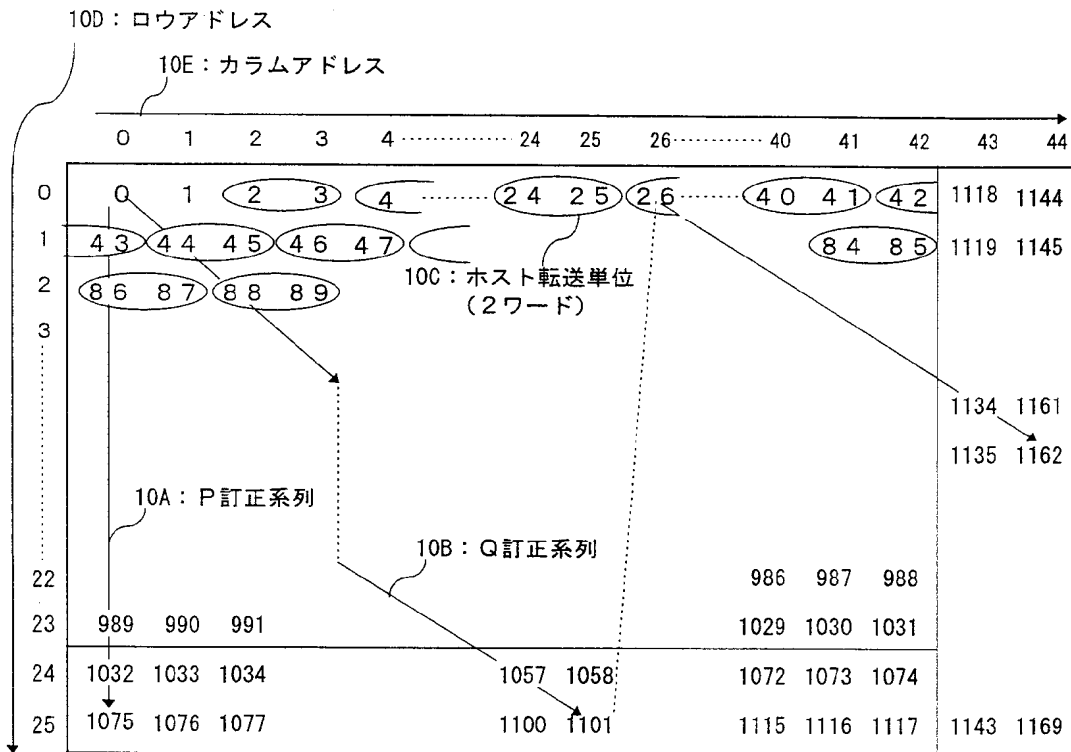 10D：ロウアドレス
10E：カラムアドレス
0 1 2 3 4 ········ 24 25 26 ········ 40 41 42 43 44
0 0 1 2 3 4 ········ 24 25 26 ········ 40 41 42 1118 1144
1 43 44 45 46 47 84 85 1119 1145
10C：ホスト転送単位
（2ワード）
2 86 87 88 89
3
1134 1161
1135 1162
10A：P訂正系列
10B：Q訂正系列
22 986 987 988
23 989 990 991 1029 1030 1031
24 1032 1033 1034 1057 1058 1072 1073 1074
25 1075 1076 1077 1100 1101 1115 1116 1117 1143 1169